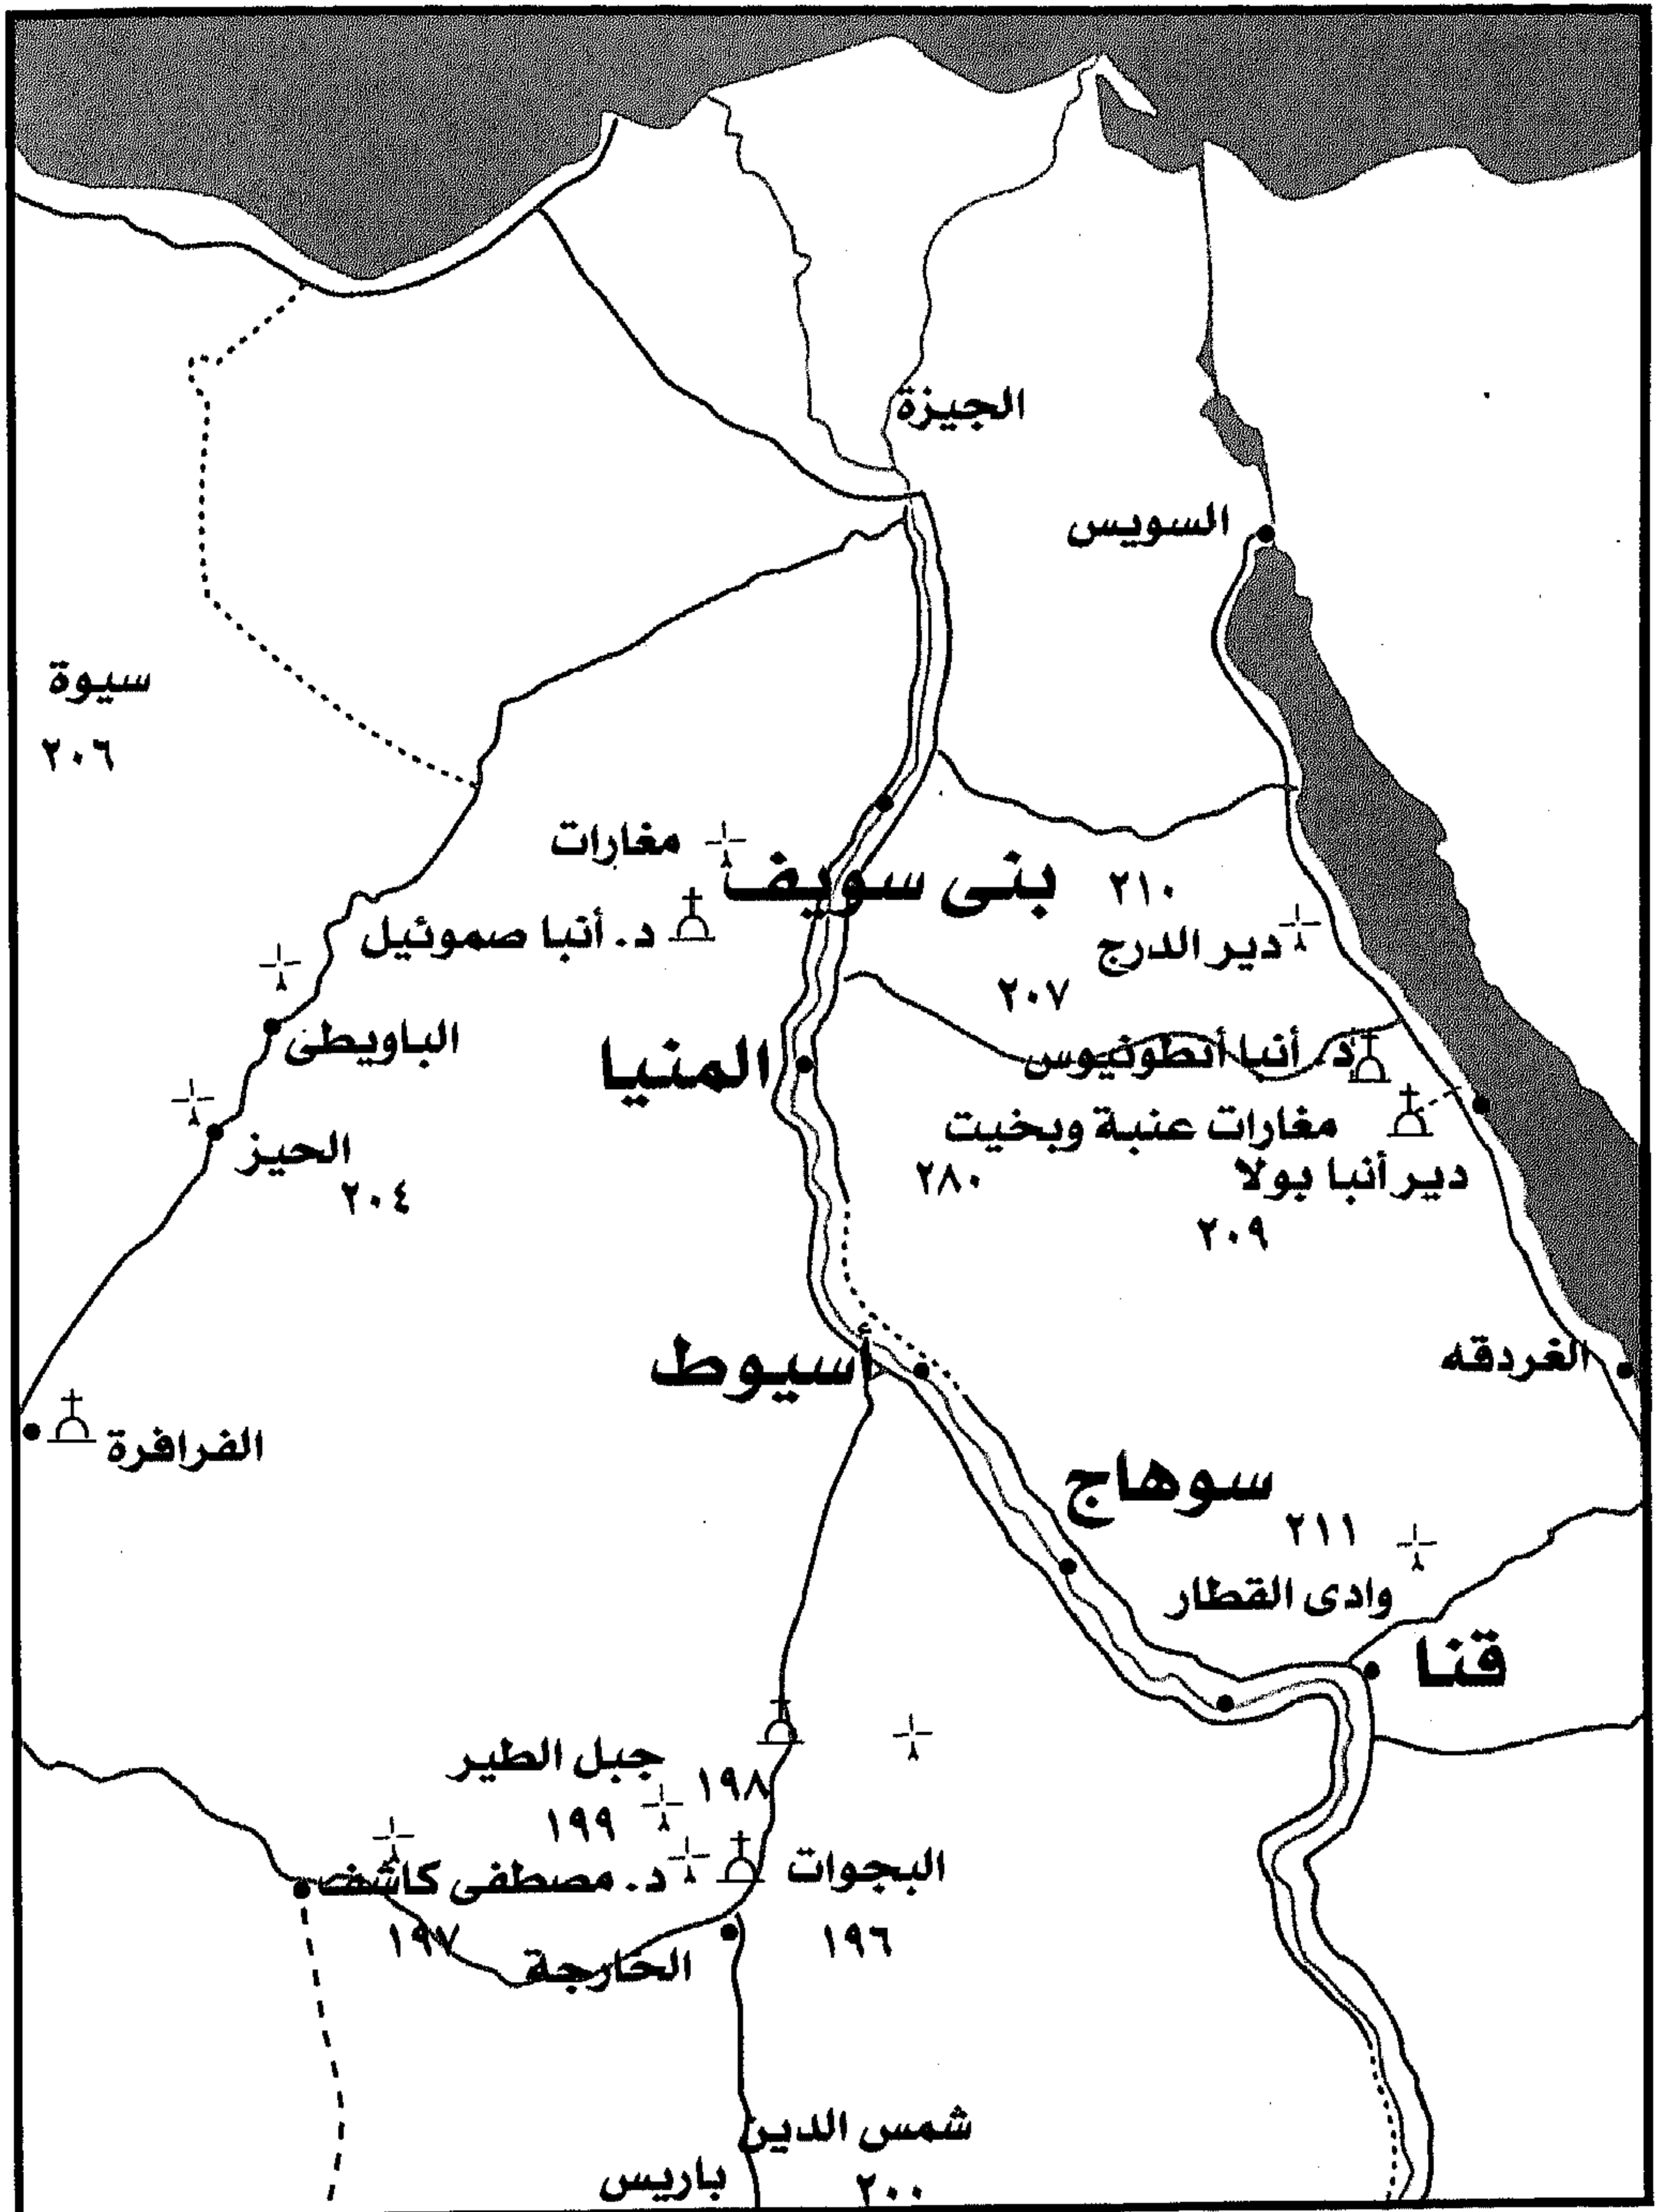 الجيزة
السويس
سيوة
٢٠٦
مغارات
بنى سويف
٢١٠
د. أنبا صموئيل
دير الدرج
٢٠٧
الباويطى
المنيا
د. أنبا أنطونيوس
مغارات عنبة وبخيت
٢٨٠
دير أنبا بولا
٢٠٩
الحيز
٢٠٤
أسيوط
الغردقه
الفرافرة
سوهاج
٢١١
وادى القطار
قنا
جبل الطير
١٩٨
١٩٩
د. مصطفى كاشف
البجوات
١٩٧
١٩٦
الخارجة
شمس الدين
باريس
٢٠٠